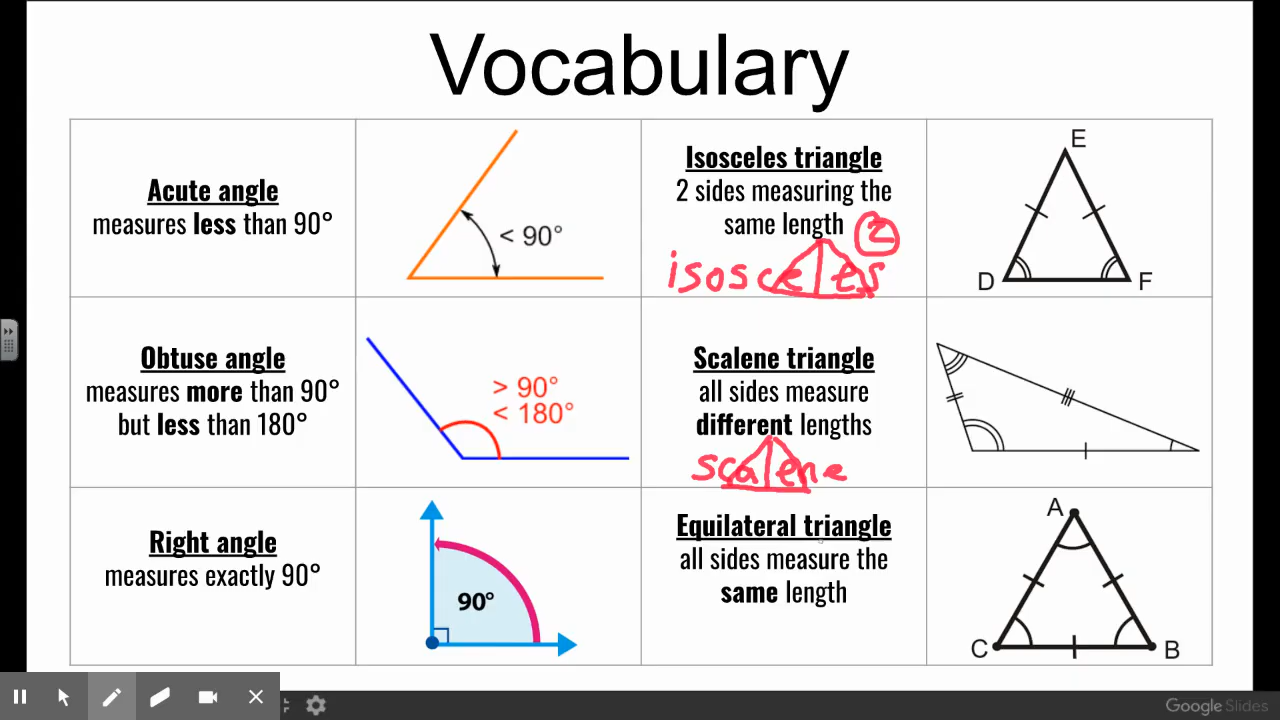 Vocabulary
Acute angle
measures less than 90°
< 90°
Isosceles triangle
2 sides measuring the
same length
2
isosceles
E
D
F
Obtuse angle
measures more than 90°
but less than 180°
> 90°
< 180°
Scalene triangle
all sides measure
different lengths
scalene
Right angle
measures exactly 90°
90°
Equilateral triangle
all sides measure the
same length
A
C
B
Google Slides